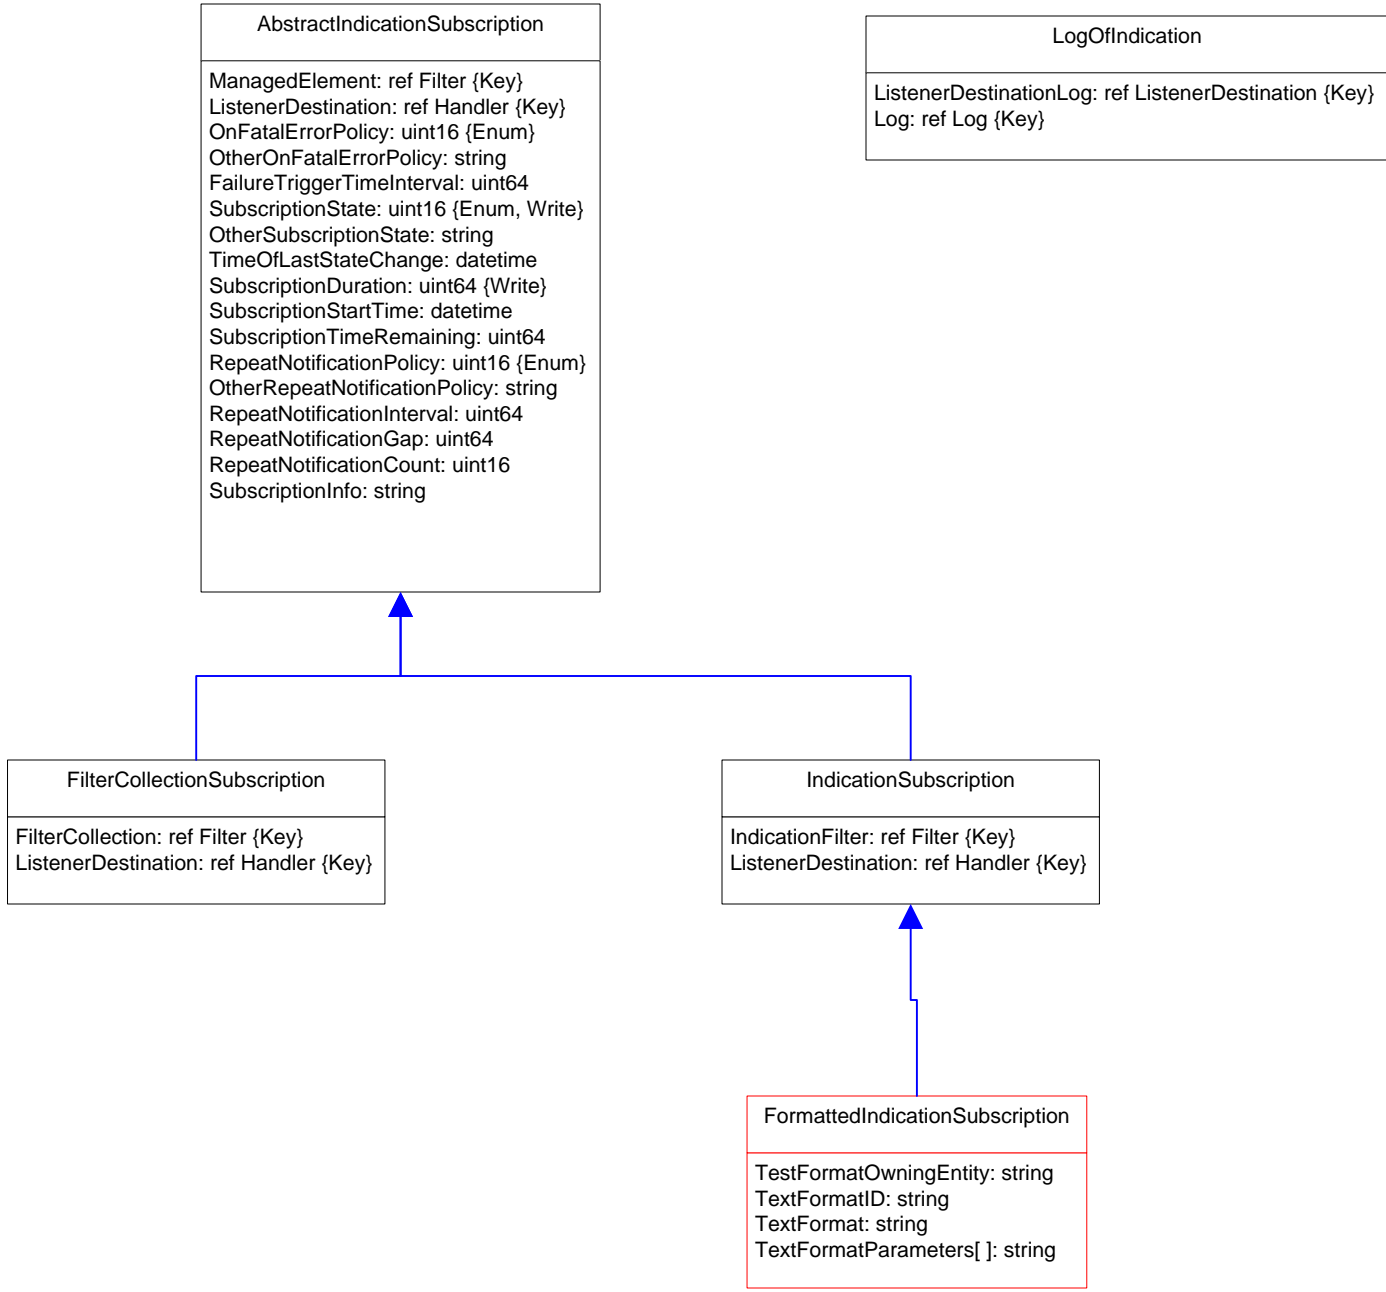 AbstractIndicationSubscription
ManagedElement: ref Filter {Key}
ListenerDestination: ref Handler {Key}
OnFatalErrorPolicy: uint16 {Enum}
OtherOnFatalErrorPolicy: string
FailureTriggerTimeInterval: uint64
SubscriptionState: uint16 {Enum, Write}
OtherSubscriptionState: string
TimeOfLastStateChange: datetime
SubscriptionDuration: uint64 {Write}
SubscriptionStartTime: datetime
SubscriptionTimeRemaining: uint64
RepeatNotificationPolicy: uint16 {Enum}
OtherRepeatNotificationPolicy: string
RepeatNotificationInterval: uint64
RepeatNotificationGap: uint64
RepeatNotificationCount: uint16
SubscriptionInfo: string
LogOfIndication
ListenerDestinationLog: ref ListenerDestination {Key}
Log: ref Log {Key}
FilterCollectionSubscription
FilterCollection: ref Filter {Key}
ListenerDestination: ref Handler {Key}
IndicationSubscription
IndicationFilter: ref Filter {Key}
ListenerDestination: ref Handler {Key}
FormattedIndicationSubscription
TestFormatOwningEntity: string
TextFormatID: string
TextFormat: string
TextFormatParameters[ ]: string